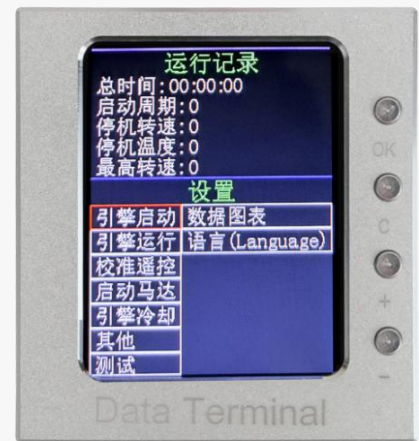 运行记录
总时间:00:00:00
启动周期:0
停机转速:0
停机温度:0
最高转速:0
设置
引擎启动 数据图表
引擎运行 语言(Language)
校准遥控
启动马达
引擎冷却
其他
测试
OK
C
+
-
Data Terminal